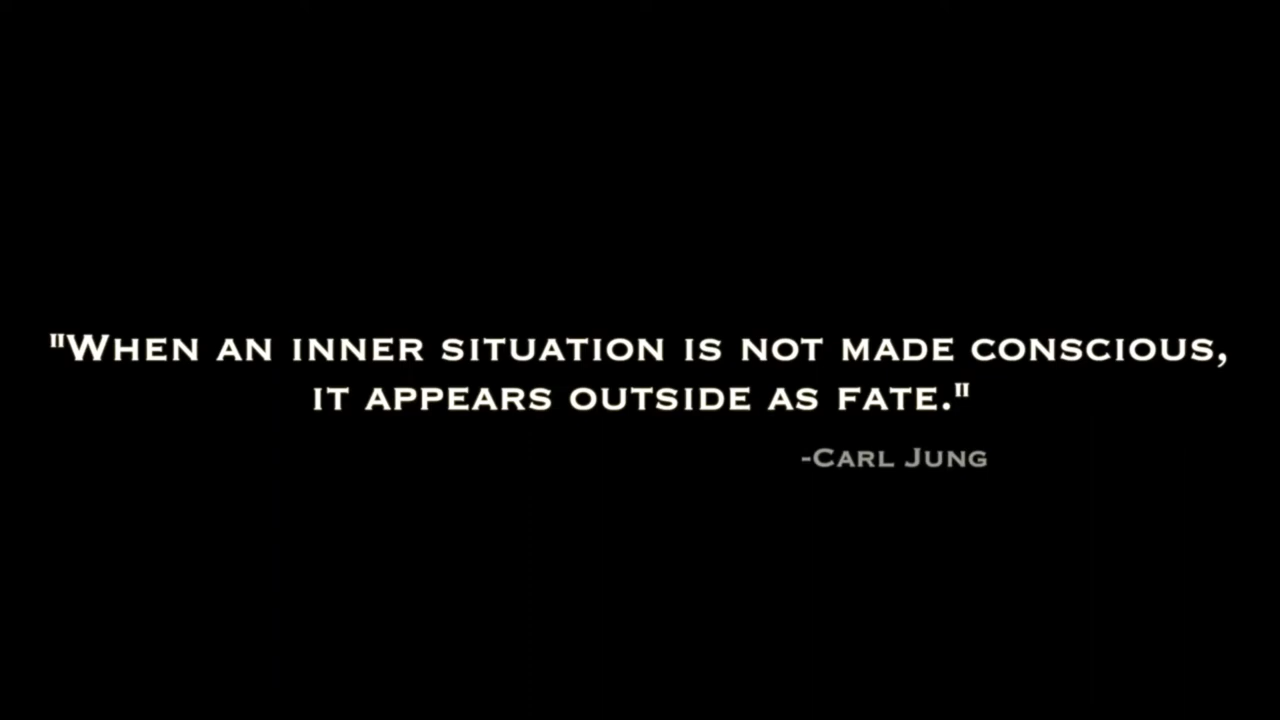 "When an inner situation is not made conscious,
it appears outside as fate."
-Carl Jung